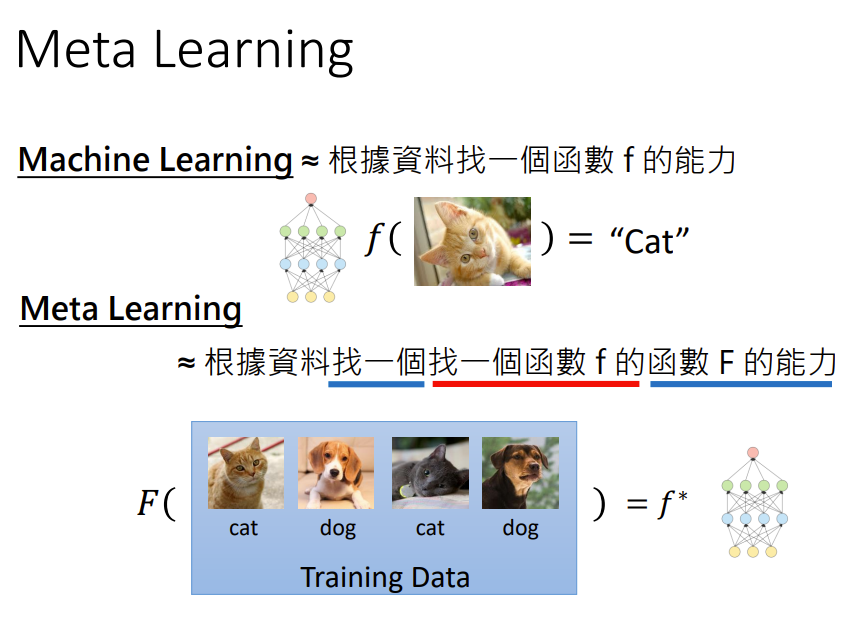 Meta Learning
Machine Learning ≈ 根據資料找一個函數 f 的能力
𝑓( ) = “Cat”
Meta Learning
≈ 根據資料找一個找一個函數 f 的函數 F 的能力
𝐹( ) = 𝑓*
cat dog cat dog
Training Data